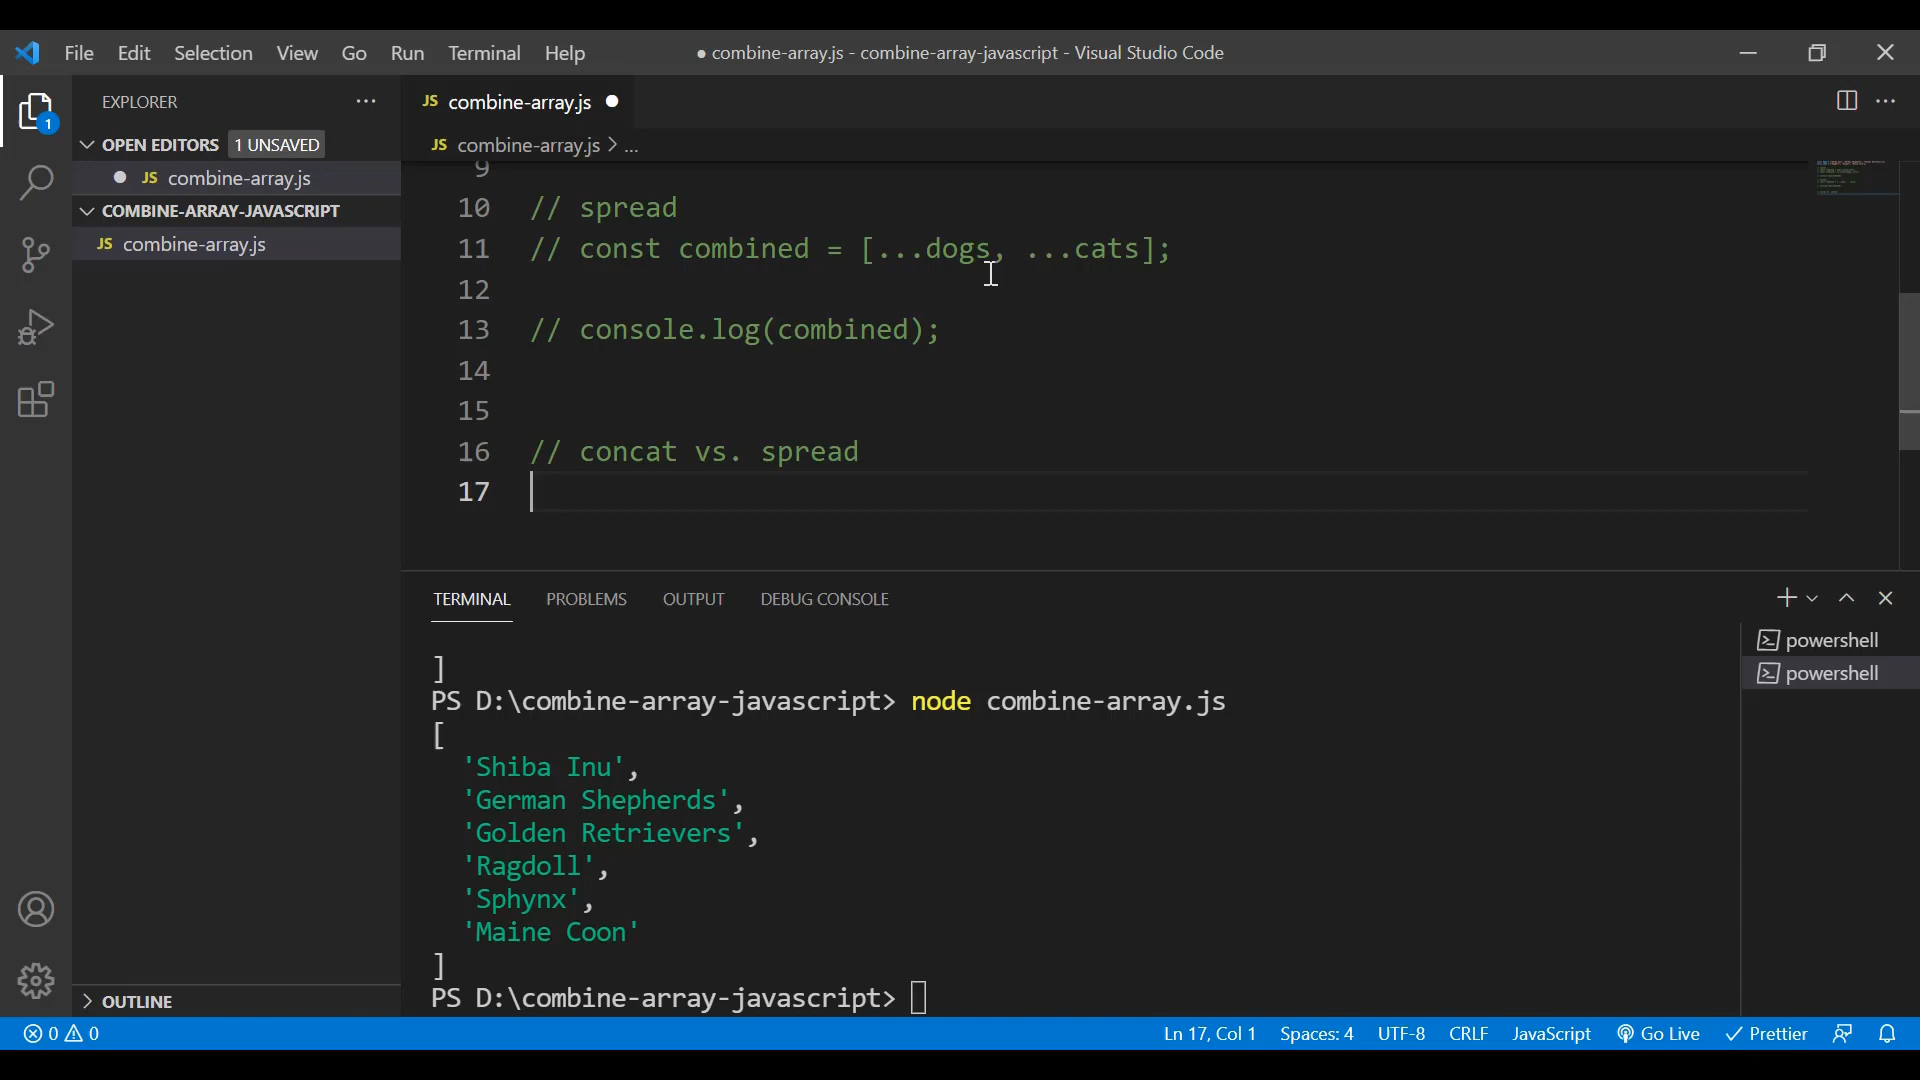 File Edit Selection View Go Run Terminal Help
● combine-array.js - combine-array-javascript - Visual Studio Code
EXPLORER
OPEN EDITORS 1 UNSAVED
JS combine-array.js
COMBINE-ARRAY-JAVASCRIPT
JS combine-array.js
OUTLINE
1
JS combine-array.js
JS combine-array.js > ...
9
10 // spread
11 // const combined = [...dogs, ...cats];
12
13 // console.log(combined);
14
15
16 // concat vs. spread
17
TERMINAL PROBLEMS OUTPUT DEBUG CONSOLE
powershell
powershell
]
PS D:\combine-array-javascript> node combine-array.js
[
'Shiba Inu',
'German Shepherds',
'Golden Retrievers',
'Ragdoll',
'Sphynx',
'Maine Coon'
]
PS D:\combine-array-javascript>
0 0 Ln 17, Col 1 Spaces: 4 UTF-8 CRLF JavaScript Go Live Prettier